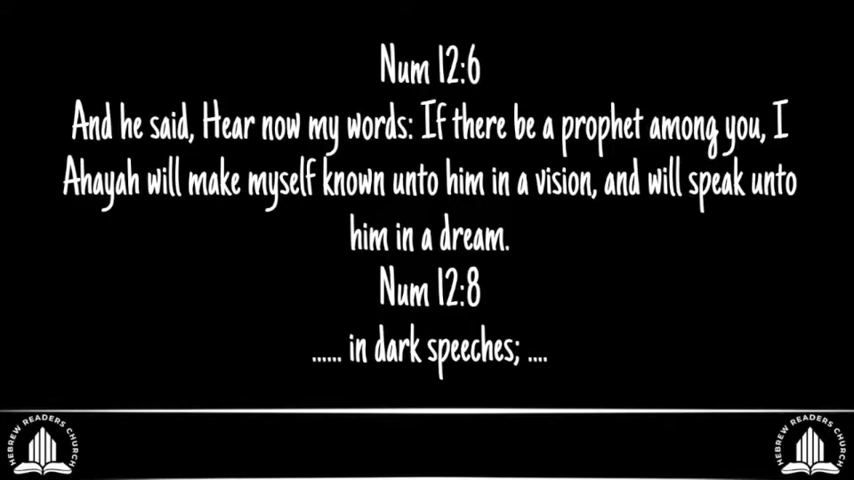 Num 12:6
And he said, Hear now my words: If there be a prophet among you, I
Ahayah will make myself known unto him in a vision, and will speak unto
him in a dream.
Num 12:8
...... in dark speeches; ....
HEBREW READERS CHURCH
HEBREW READERS CHURCH